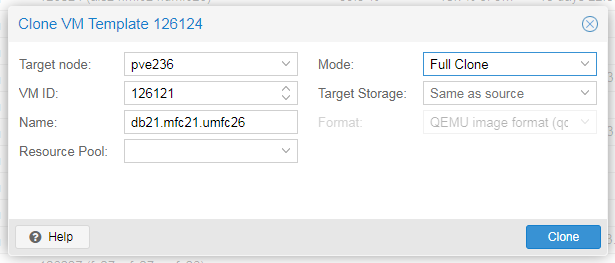 Clone VM Template 126124
Target node: pve236 Mode: Full Clone
VM ID: 126121 Target Storage: Same as source
Name: db21.mfc21.umfc26 Format: QEMU image format (qc
Resource Pool:
Help Clone